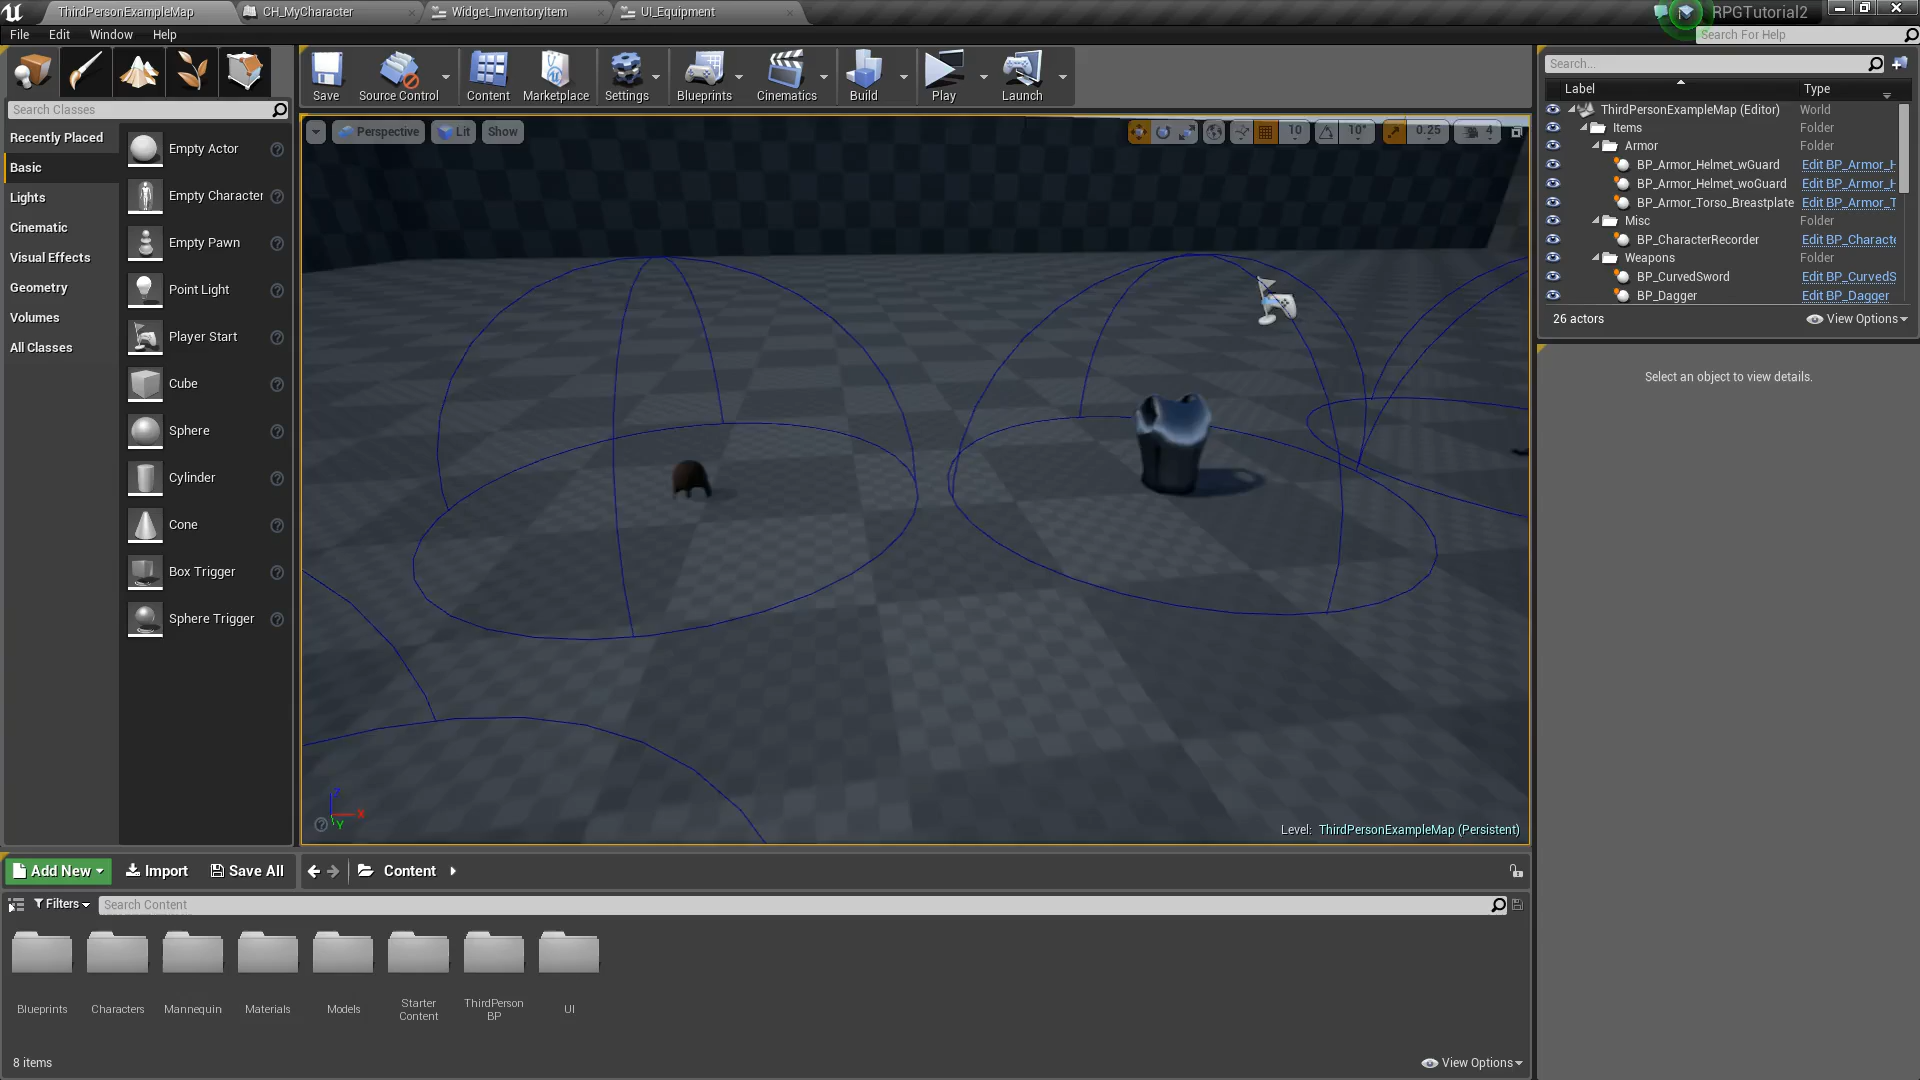 ThirdPersonExampleMap
CH_MyCharacter
Widget_InventoryItem
UI_Equipment
RPGTutorial2
File
Edit
Window
Help
Search For Help
Save
Source Control
Content
Marketplace
Settings
Blueprints
Cinematics
Build
Play
Launch
Search Classes
Recently Placed
Basic
Lights
Cinematic
Visual Effects
Geometry
Volumes
All Classes
Empty Actor
Empty Character
Empty Pawn
Point Light
Player Start
Cube
Sphere
Cylinder
Cone
Box Trigger
Sphere Trigger
Perspective
Lit
Show
10
10°
0.25
4
Z
X
Y
Level: ThirdPersonExampleMap (Persistent)
Search...
Label Type
ThirdPersonExampleMap (Editor) World
Items Folder
Armor Folder
BP_Armor_Helmet_wGuard Edit BP_Armor_H
BP_Armor_Helmet_woGuard Edit BP_Armor_H
BP_Armor_Torso_Breastplate Edit BP_Armor_T
Misc Folder
BP_CharacterRecorder Edit BP_Characte
Weapons Folder
BP_CurvedSword Edit BP_CurvedS
BP_Dagger Edit BP_Dagger
26 actors
View Options
Select an object to view details.
Add New
Import
Save All
Content
Filters
Search Content
Blueprints
Characters
Mannequin
Materials
Models
Starter
Content
ThirdPerson
BP
UI
8 items
View Options